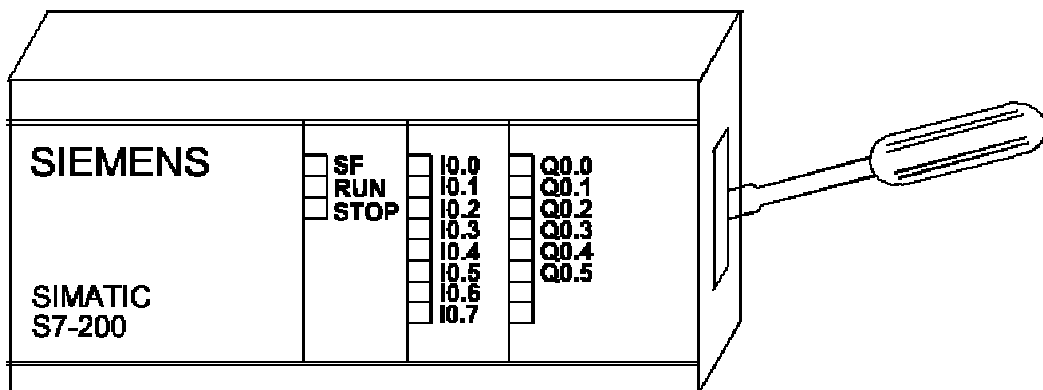 SIEMENS
SIMATIC
S7-200
SF
RUN
STOP
I0.0
I0.1
I0.2
I0.3
I0.4
I0.5
I0.6
I0.7
Q0.0
Q0.1
Q0.2
Q0.3
Q0.4
Q0.5